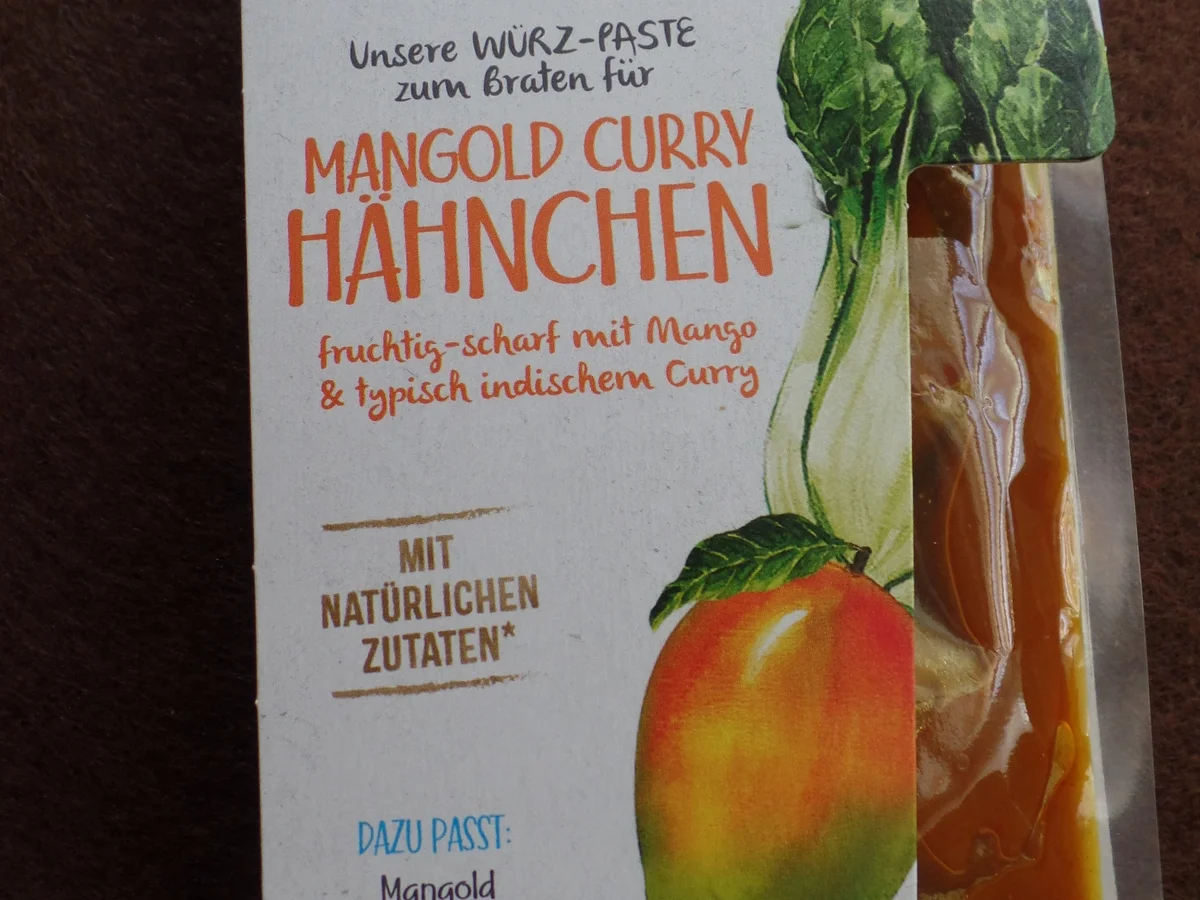 Unsere WÜRZ-PASTE
zum Braten für
MANGOLD CURRY
HÄHNCHEN
fruchtig-scharf mit Mango
& typisch indischem Curry
MIT
NATÜRLICHEN
ZUTATEN*
DAZU PASST:
Mangold